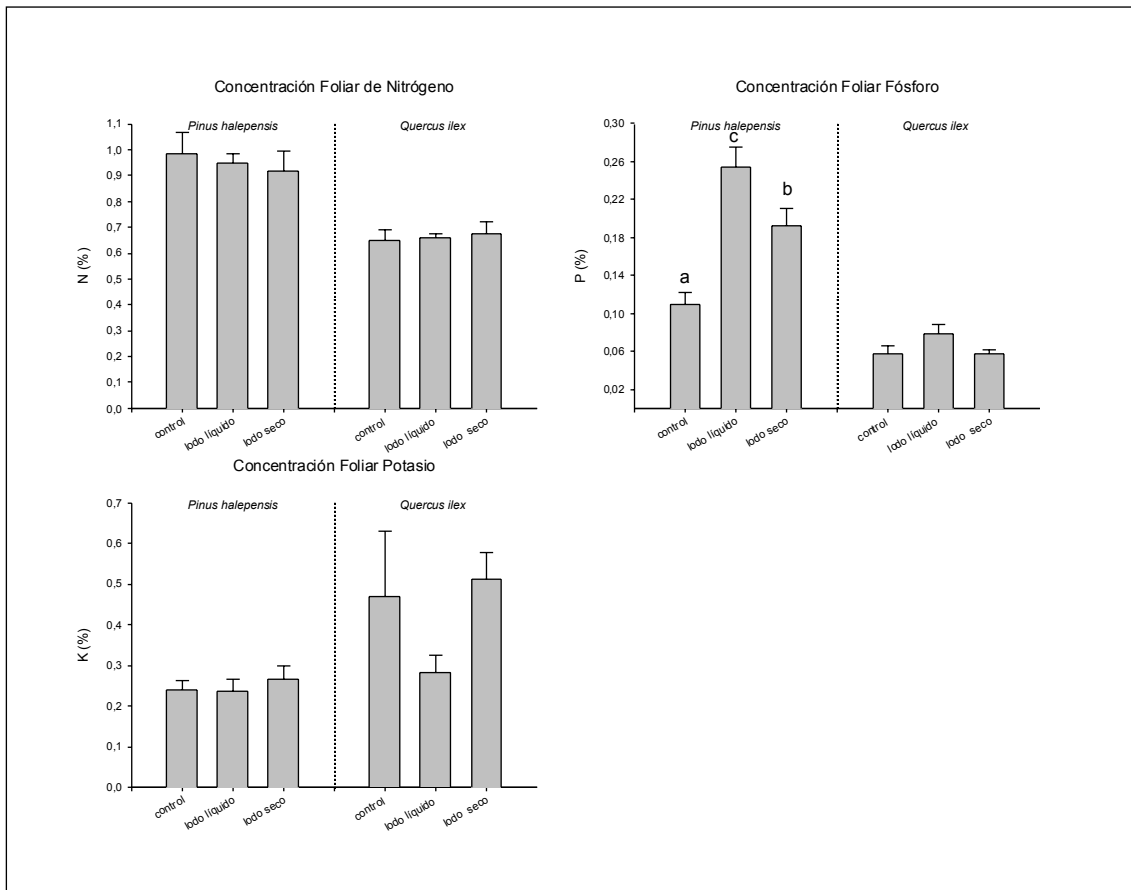 Concentración Foliar de Nitrógeno
Pinus halepensis
Quercus ilex
N (%)
1,1
1,0
0,9
0,8
0,7
0,6
0,5
0,4
0,3
0,2
0,1
0,0
control
lodo líquido
lodo seco
control
lodo líquido
lodo seco
Concentración Foliar Fósforo
Pinus halepensis
Quercus ilex
P (%)
0,30
0,26
0,22
0,18
0,14
0,10
0,06
0,02
a
c
b
control
lodo líquido
lodo seco
control
lodo líquido
lodo seco
Concentración Foliar Potasio
Pinus halepensis
Quercus ilex
K (%)
0,7
0,6
0,5
0,4
0,3
0,2
0,1
0,0
control
lodo líquido
lodo seco
control
lodo líquido
lodo seco